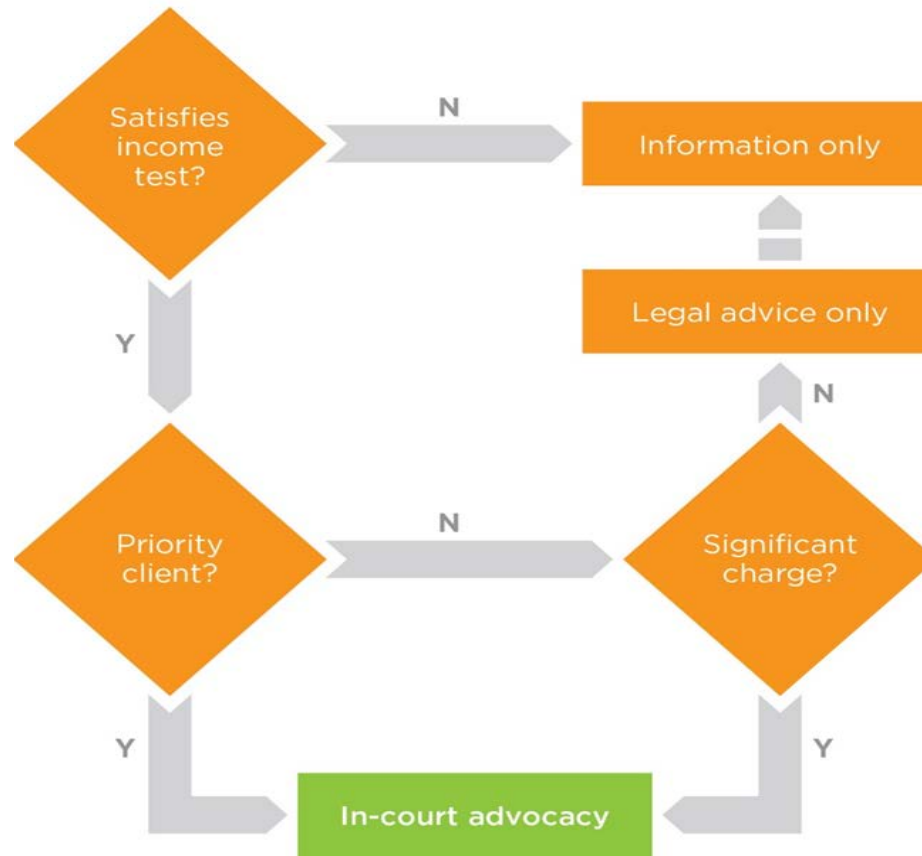 Satisfies
income
test?
N
Information only
Legal advice only
Y
N
Priority
client?
N
Significant
charge?
Y
Y
In-court advocacy